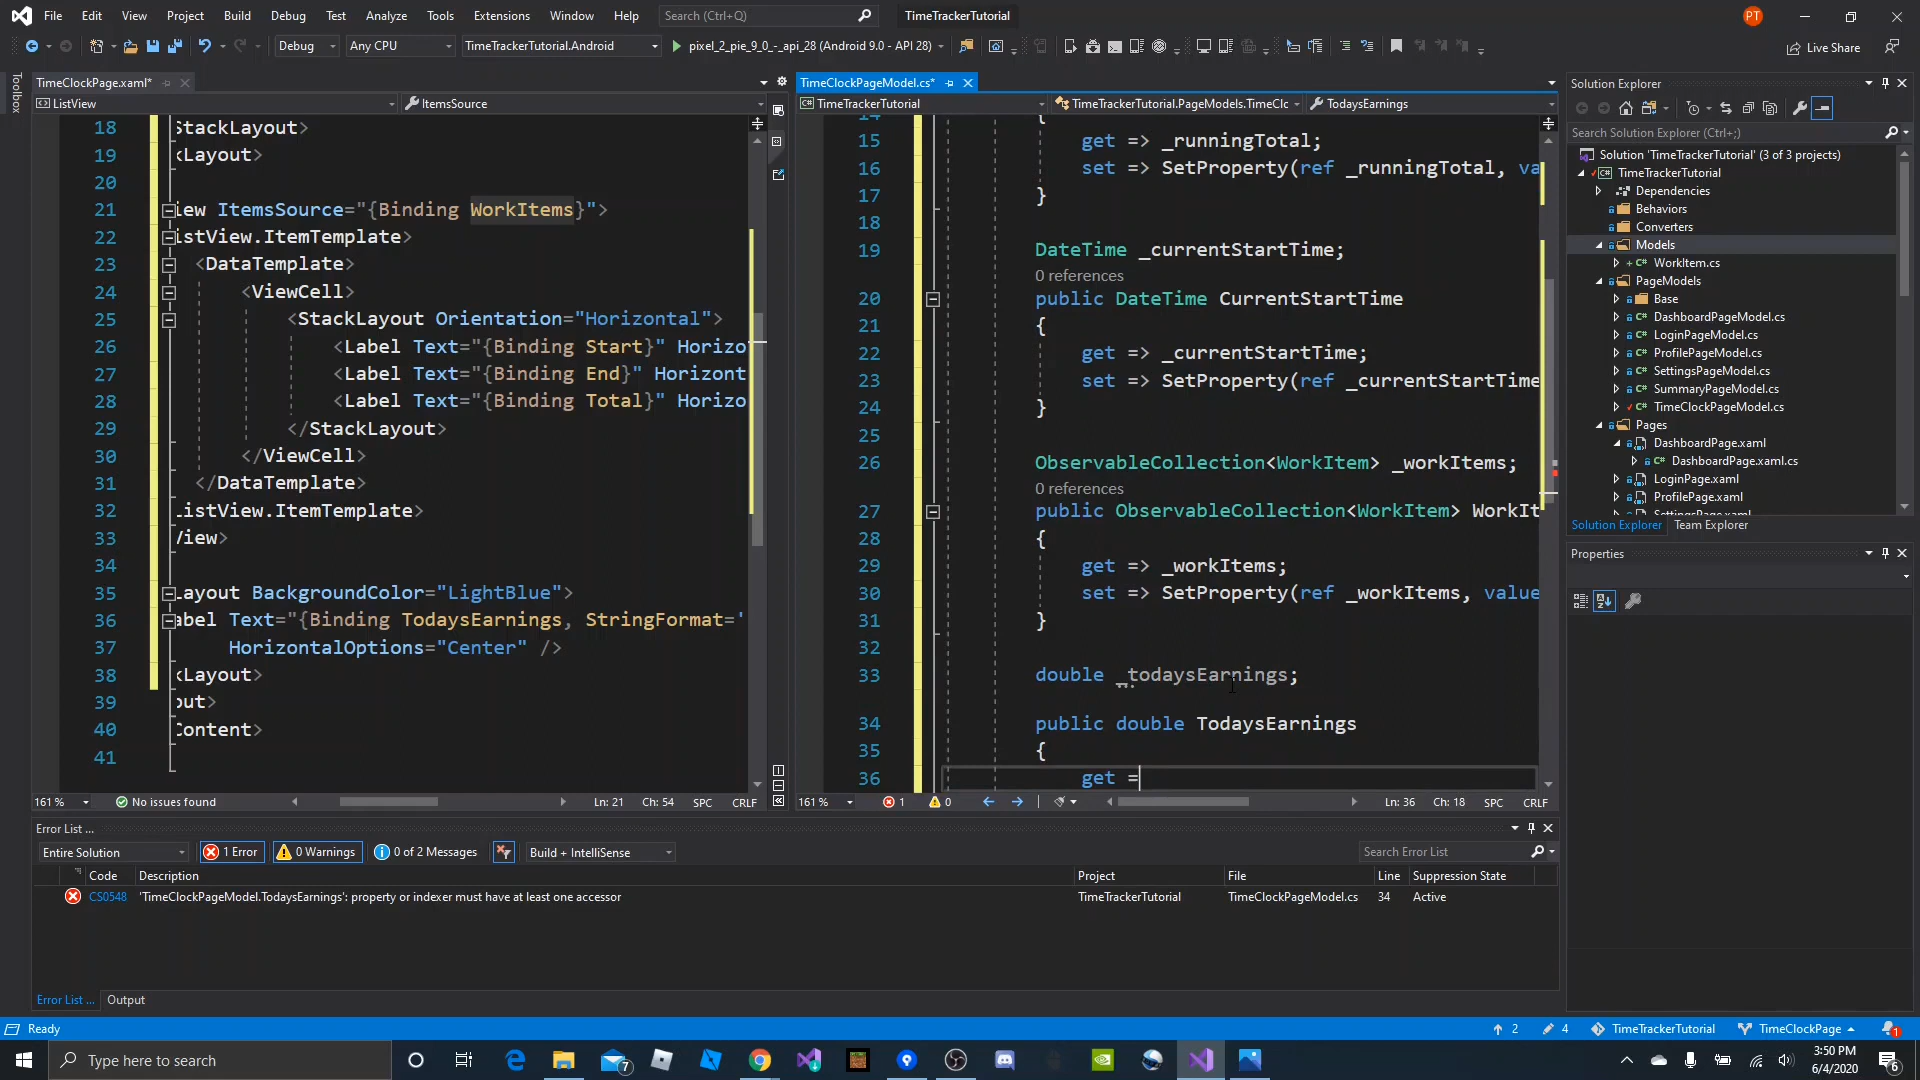 File Edit View Project Build Debug Test Analyze Tools Extensions Window Help Search (Ctrl+Q) TimeTrackerTutorial PT
Debug Any CPU TimeTrackerTutorial.Android pixel_2_pie_9_0_-_api_28 (Android 9.0 - API 28) Live Share
Toolbox
TimeClockPage.xaml*
ListView ItemsSource
18 StackLayout>
19 kLayout>
20
21 iew ItemsSource="{Binding WorkItems}">
22 istView.ItemTemplate>
23 <DataTemplate>
24 <ViewCell>
25 <StackLayout Orientation="Horizontal">
26 <Label Text="{Binding Start}" Horizo
27 <Label Text="{Binding End}" Horizont
28 <Label Text="{Binding Total}" Horizo
29 </StackLayout>
30 </ViewCell>
31 </DataTemplate>
32 ListView.ItemTemplate>
33 View>
34
35 Layout BackgroundColor="LightBlue">
36 abel Text="{Binding TodaysEarnings, StringFormat='
37 HorizontalOptions="Center" />
38 kLayout>
39 out>
40 Content>
41
161 % No issues found Ln: 21 Ch: 54 SPC CRLF
TimeClockPageModel.cs*
TimeTrackerTutorial TimeTrackerTutorial.PageModels.TimeClc TodaysEarnings
14 {
15 get => _runningTotal;
16 set => SetProperty(ref _runningTotal, va
17 }
18
19 DateTime _currentStartTime;
0 references
20 public DateTime CurrentStartTime
21 {
22 get => _currentStartTime;
23 set => SetProperty(ref _currentStartTime
24 }
25
26 ObservableCollection<WorkItem> _workItems;
0 references
27 public ObservableCollection<WorkItem> WorkIt
28 {
29 get => _workItems;
30 set => SetProperty(ref _workItems, value
31 }
32
33 double _todaysEarnings;
34 public double TodaysEarnings
35 {
36 get =
161 % 1 0 Ln: 36 Ch: 18 SPC CRLF
Solution Explorer
Search Solution Explorer (Ctrl+;)
Solution 'TimeTrackerTutorial' (3 of 3 projects)
TimeTrackerTutorial
Dependencies
Behaviors
Converters
Models
WorkItem.cs
PageModels
Base
DashboardPageModel.cs
LoginPageModel.cs
ProfilePageModel.cs
SettingsPageModel.cs
SummaryPageModel.cs
TimeClockPageModel.cs
Pages
DashboardPage.xaml
DashboardPage.xaml.cs
LoginPage.xaml
ProfilePage.xaml
SettingsPage.xaml
Solution Explorer Team Explorer
Properties
Error List ...
Entire Solution 1 Error 0 Warnings 0 of 2 Messages Build + IntelliSense Search Error List
Code Description Project File Line Suppression State
CS0548 'TimeClockPageModel.TodaysEarnings': property or indexer must have at least one accessor TimeTrackerTutorial TimeClockPageModel.cs 34 Active
Error List ... Output
Ready 2 4 TimeTrackerTutorial TimeClockPage 1
Type here to search 7 3:50 PM
6/4/2020 6